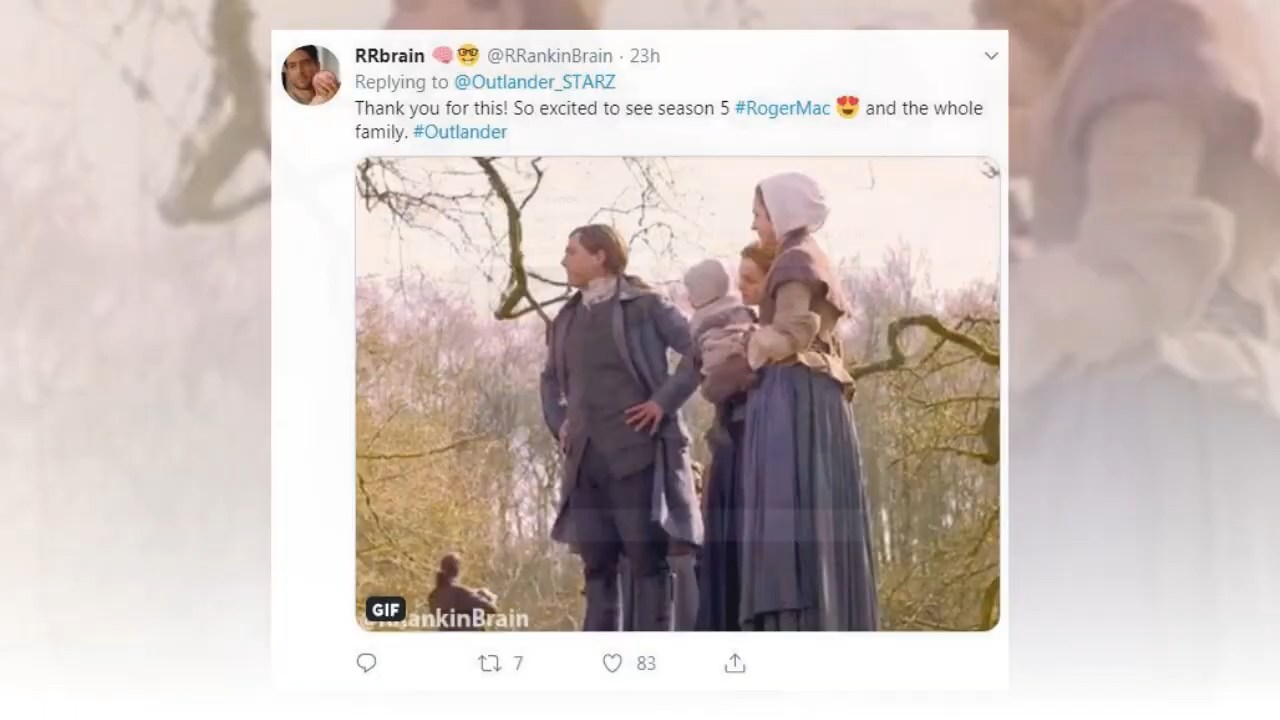 RRbrain 🧠🤓 @RRankinBrain · 23h
Replying to @Outlander_STARZ
Thank you for this! So excited to see season 5 #RogerMac 😍 and the whole
family. #Outlander
GIF
@RRankinBrain
7
83